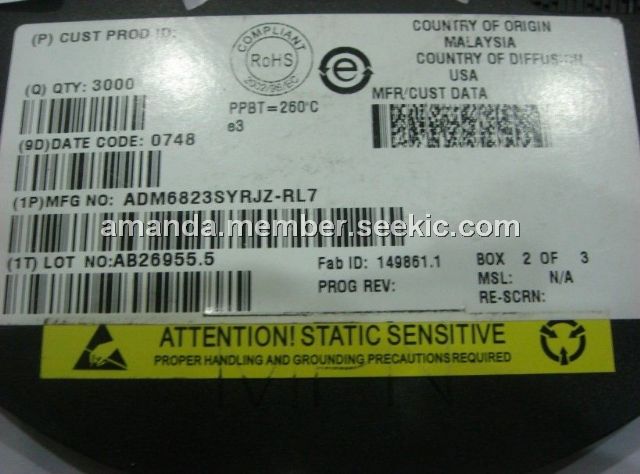 (P) CUST PROD ID:
COMPLIANT
RoHS
2002/95/EC
COUNTRY OF ORIGIN
MALAYSIA
COUNTRY OF DIFFUSION
USA
(Q) QTY: 3000
e
MFR/CUST DATA
PPBT=260°C
e3
(9D)DATE CODE: 0748
(1P)MFG NO: ADM6823SYRJZ-RL7
amanda.member.seekic.com
(1T) LOT NO:AB26955.5
Fab ID: 149861.1
BOX 2 OF 3
PROG REV:
MSL: N/A
RE-SCRN:
ATTENTION! STATIC SENSITIVE
PROPER HANDLING AND GROUNDING PRECAUTIONS REQUIRED